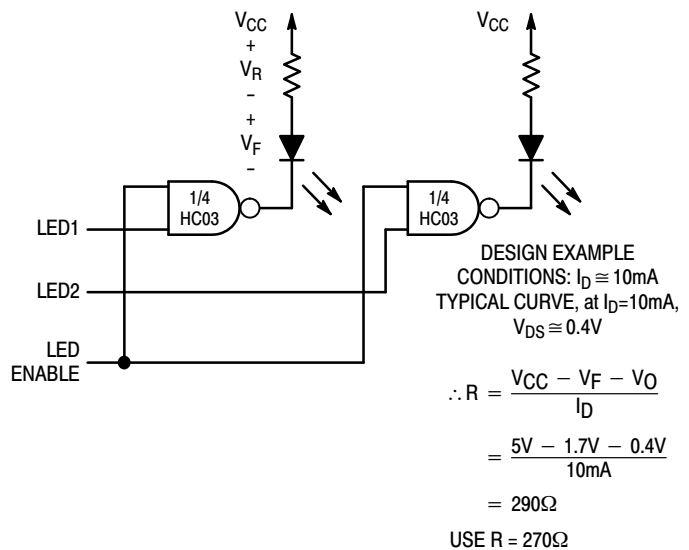 VCC
+
VR
−
+
VF
−
1/4
HC03
LED1
LED2
LED
ENABLE
VCC
1/4
HC03
DESIGN EXAMPLE
CONDITIONS: ID ≅ 10mA
TYPICAL CURVE, at ID=10mA,
VDS ≅ 0.4V
∴ R = VCC − VF − VO
ID
= 5V − 1.7V − 0.4V
10mA
= 290Ω
USE R = 270Ω